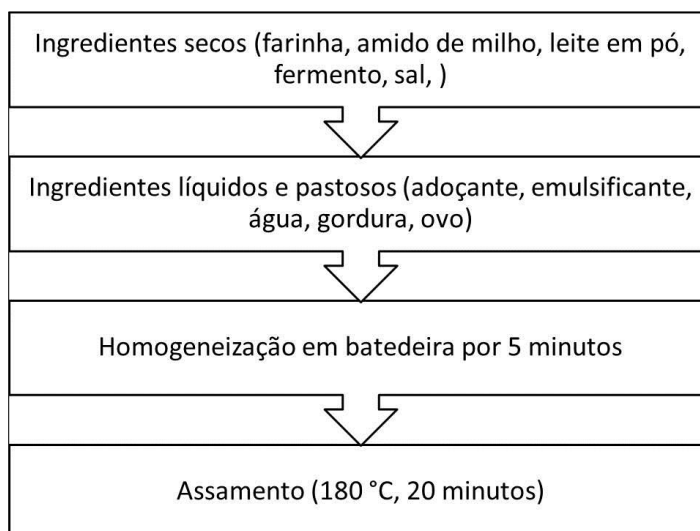 Ingredientes secos (farinha, amido de milho, leite em pó,
fermento, sal, )
Ingredientes líquidos e pastosos (adoçante, emulsificante,
água, gordura, ovo)
Homogeneização em batedeira por 5 minutos
Assamento (180 °C, 20 minutos)